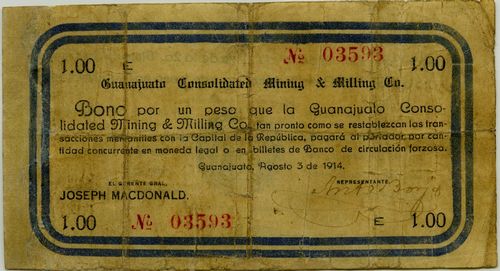 № 03593
1.00 E 1.00
Guanajuato Consolidated Mining & Milling Co.
Bono por un peso que la Guanajuato Conso-
lidated Mining & Milling Co. tan pronto como se restablezcan las tran-
sacciones mercantiles con la Capital de la República, pagará al portador, por can-
tidad concurrente en moneda legal o en billetes de Banco de circulación forzosa.
Guanajuato, Agosto 3 de 1914.
EL GERENTE GRAL. REPRESENTANTE.
JOSEPH MACDONALD.
1.00 № 03593 E 1.00